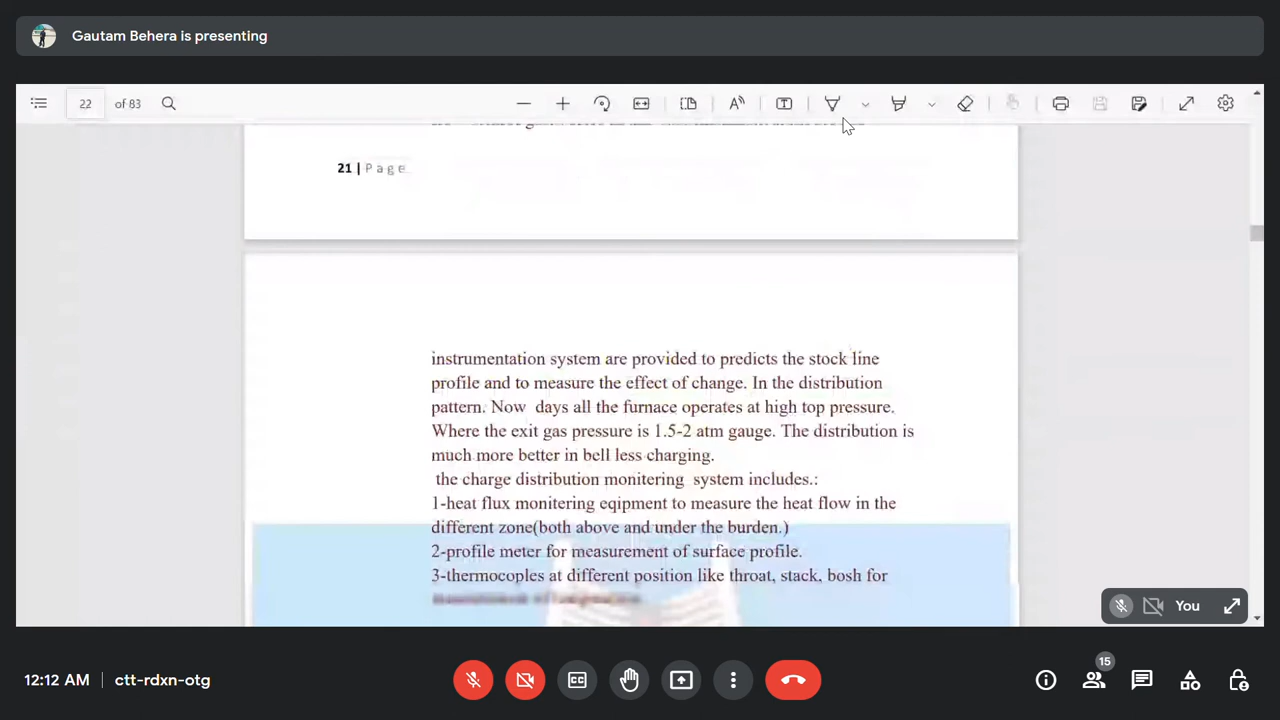 Gautam Behera is presenting
22 of 83
21 | P a g e
instrumentation system are provided to predicts the stock line
profile and to measure the effect of change. In the distribution
pattern. Now days all the furnace operates at high top pressure.
Where the exit gas pressure is 1.5-2 atm gauge. The distribution is
much more better in bell less charging.
the charge distribution monitering system includes.:
1-heat flux monitering eqipment to measure the heat flow in the
different zone(both above and under the burden.)
2-profile meter for measurement of surface profile.
3-thermocoples at different position like throat, stack, bosh for
You
12:12 AM | ctt-rdxn-otg
15